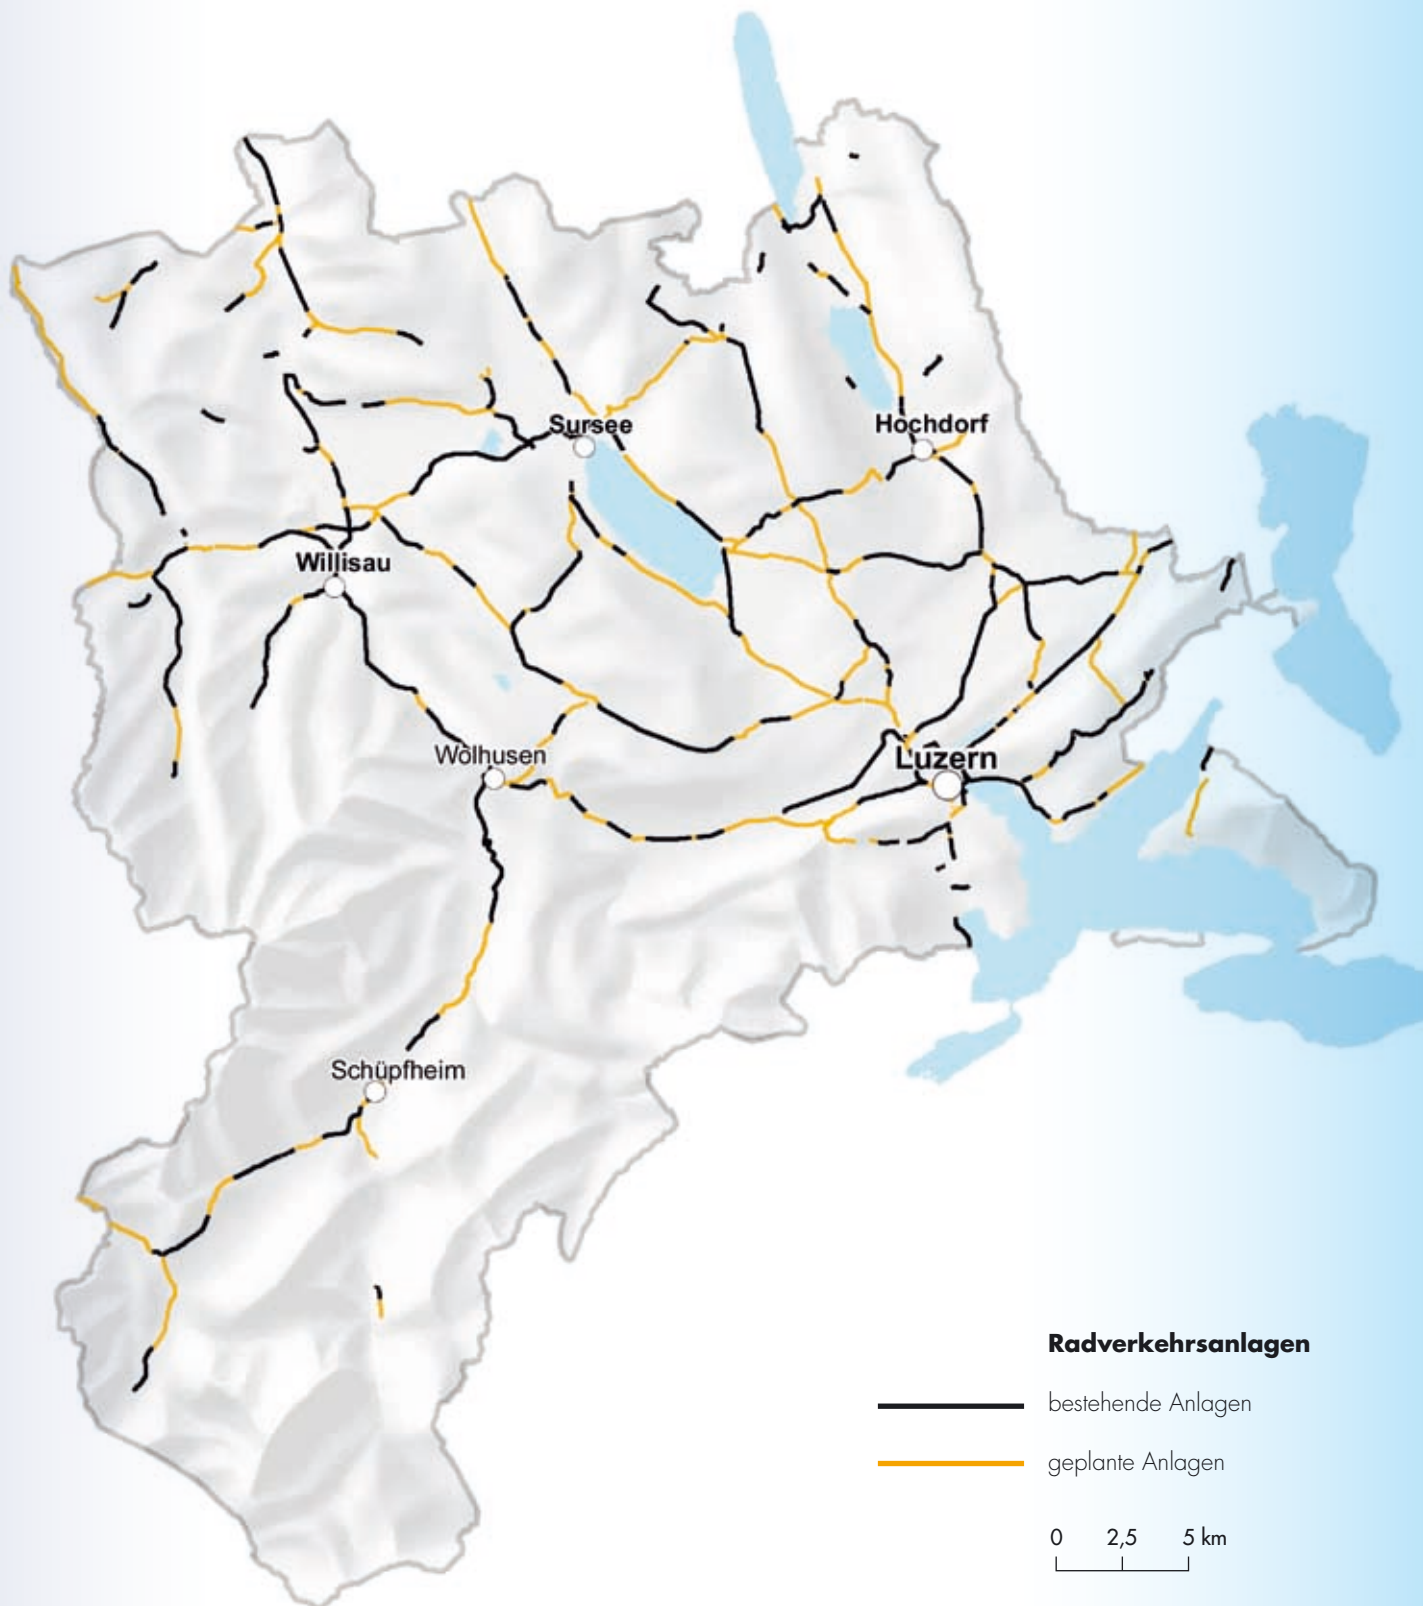 Sursee
Hochdorf
Willisau
Wolhusen
Luzern
Schüpfheim
Radverkehrsanlagen
bestehende Anlagen
geplante Anlagen
0 2,5 5 km